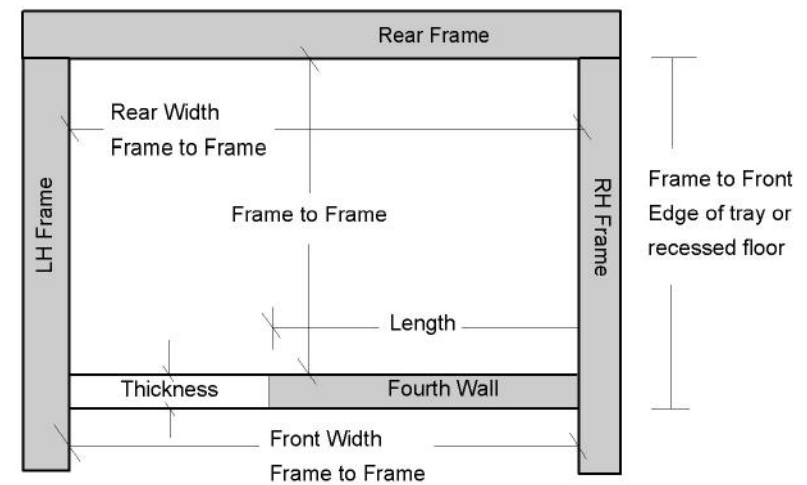 Rear Frame
Rear Width
Frame to Frame
LH Frame
RH Frame
Frame to Frame
Frame to Front
Edge of tray or
recessed floor
Length
Thickness
Fourth Wall
Front Width
Frame to Frame